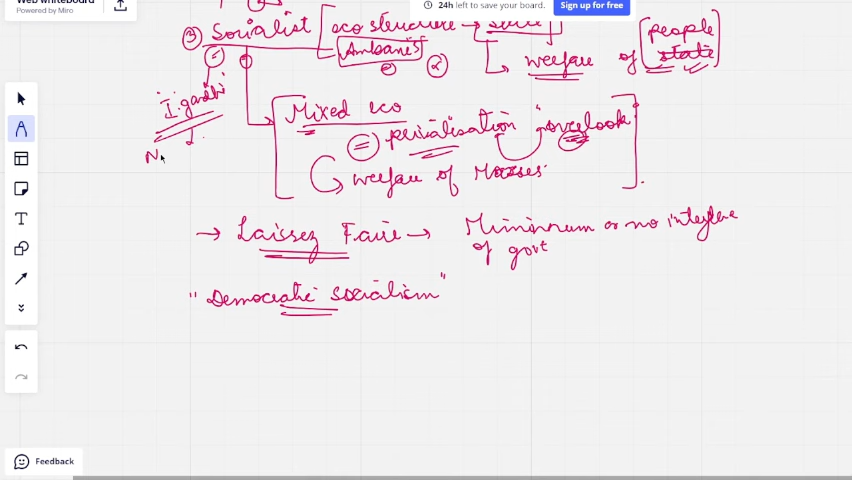 Web whiteboard
Powered by Miro
24h left to save your board.
Sign up for free
③ Socialist [eco structure → state]
Ambanis
→ welfare of [people
state]
I. gandhi
N
Mixed eco
privatisation "overlook"
welfare of Masses
→ Laissez Faire → Minimum or no interfere
of govt
"Democratic socialism"
Feedback